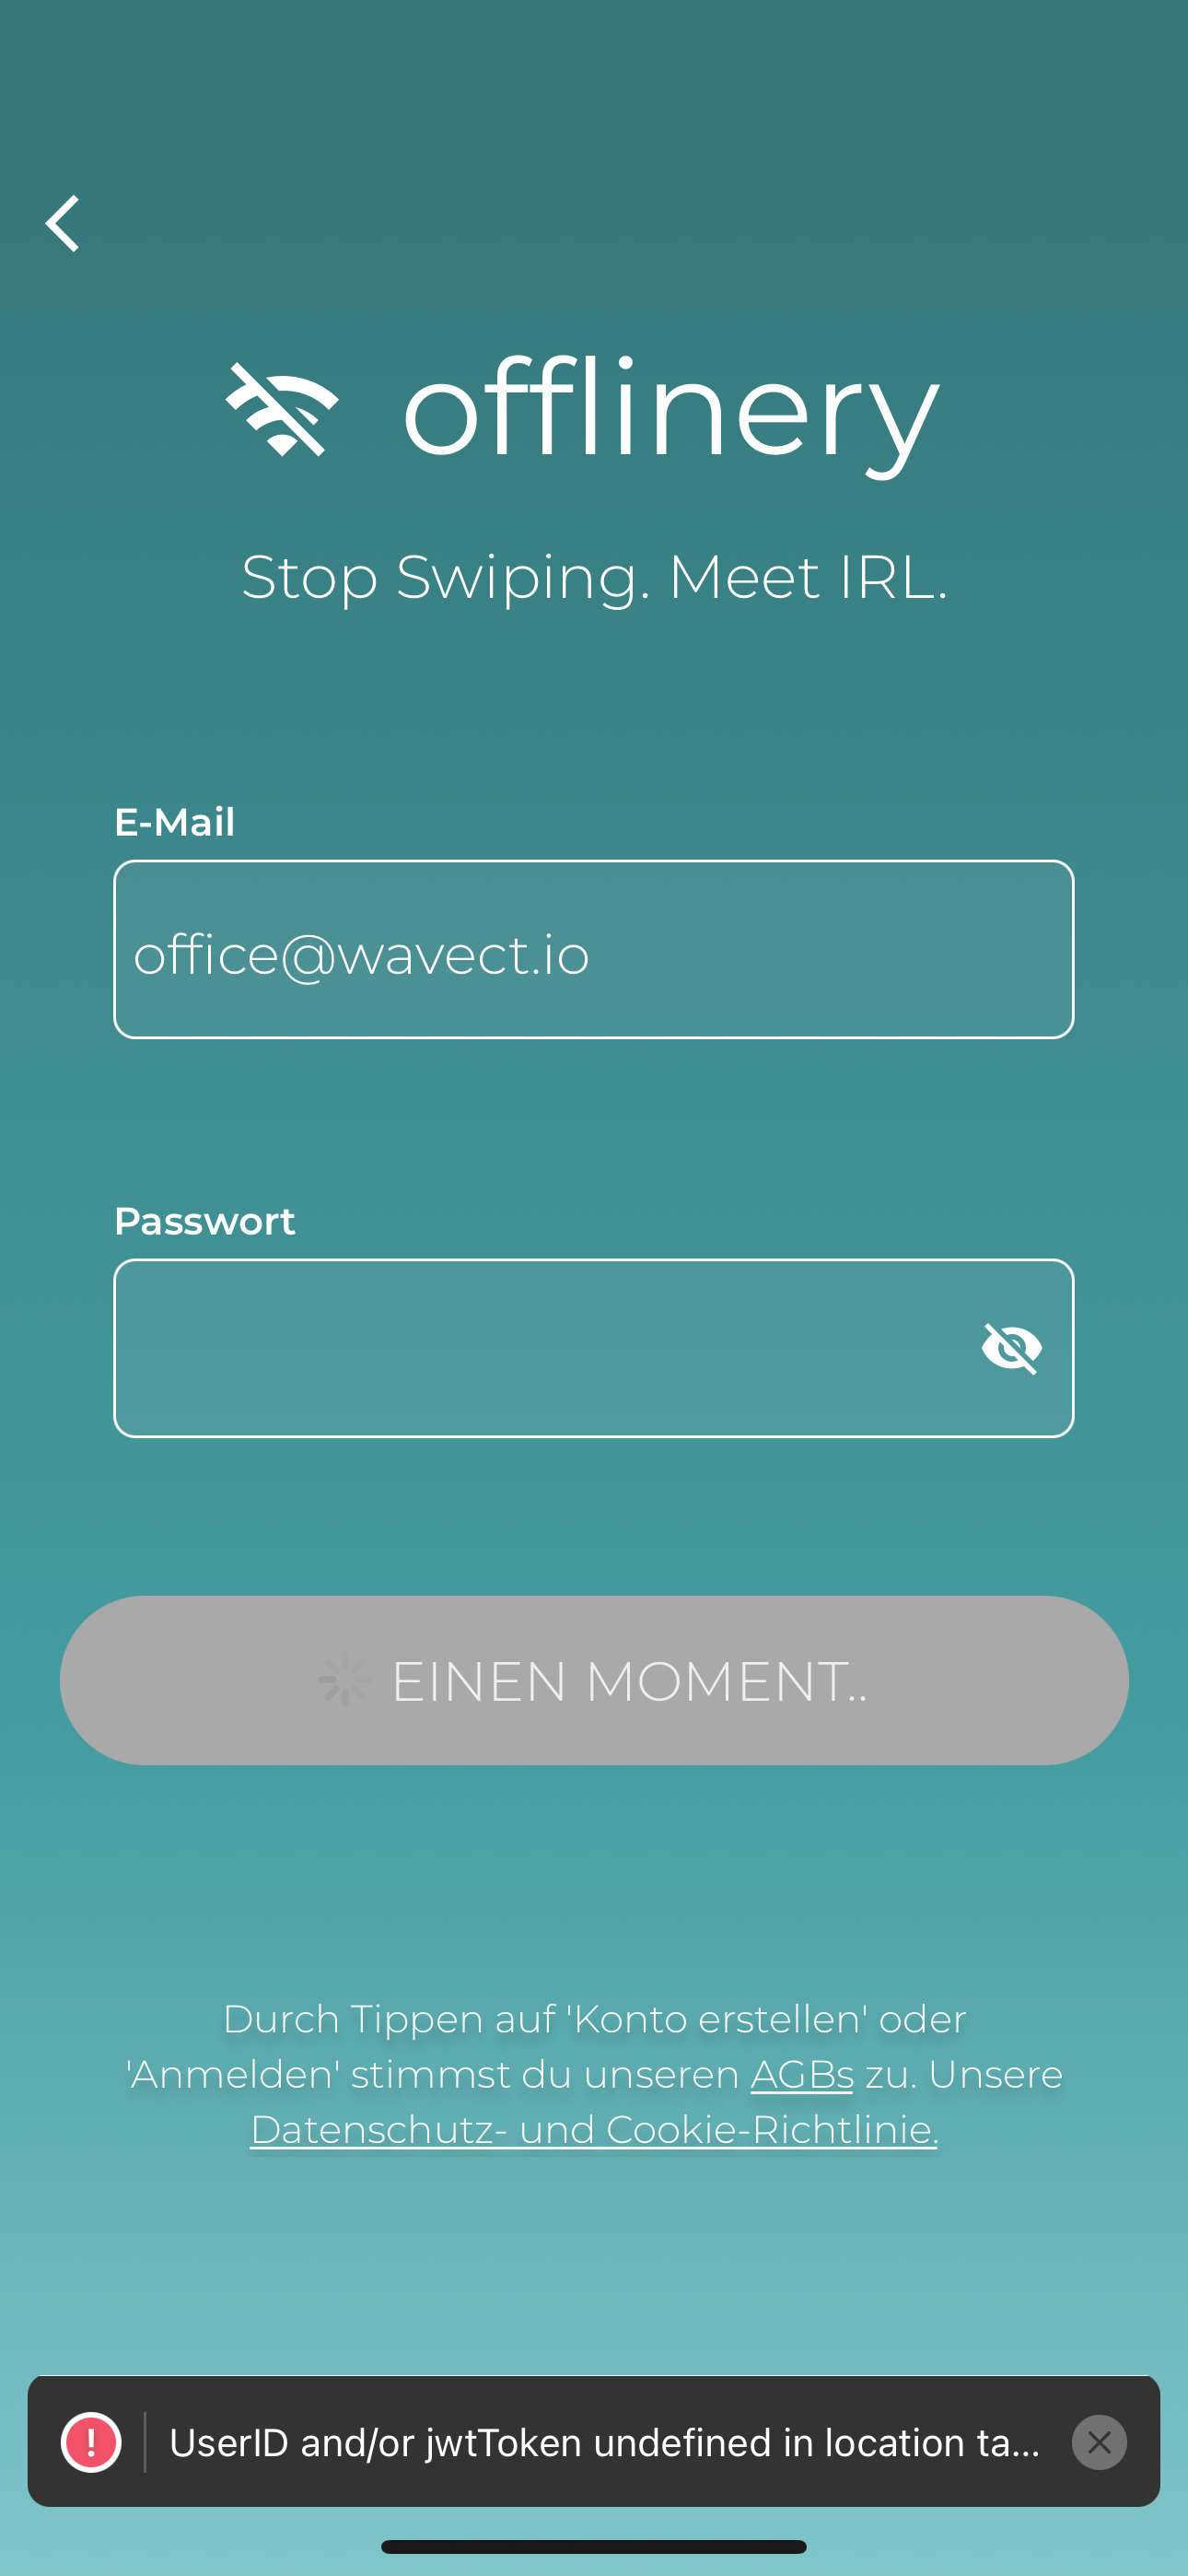 offlinery
Stop Swiping. Meet IRL.
E-Mail
office@wavect.io
Passwort
EINEN MOMENT..
Durch Tippen auf 'Konto erstellen' oder
'Anmelden' stimmst du unseren AGBs zu. Unsere
Datenschutz- und Cookie-Richtlinie.
UserID and/or jwtToken undefined in location ta...